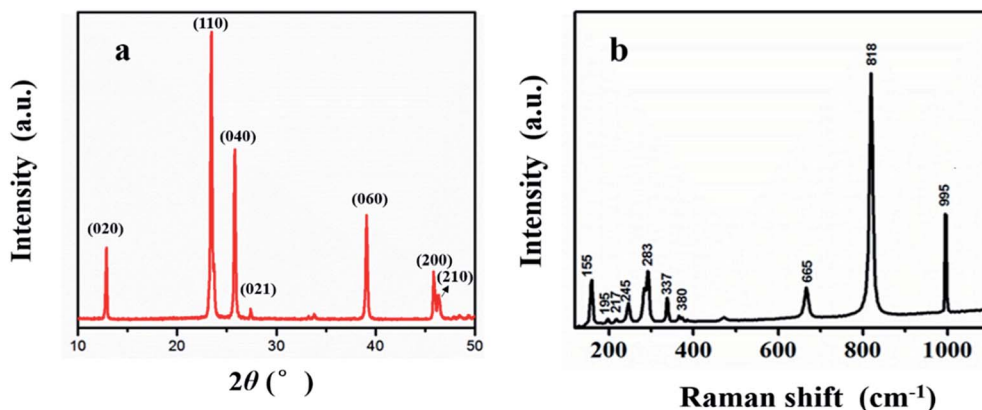 a
(110)
(040)
(060)
(020)
(021)
(200)
(210)
Intensity (a.u.)
10 20 30 40 50
2θ (°)
b
818
995
155
195
217
245
283
337
380
665
Intensity (a.u.)
200 400 600 800 1000
Raman shift (cm-1)